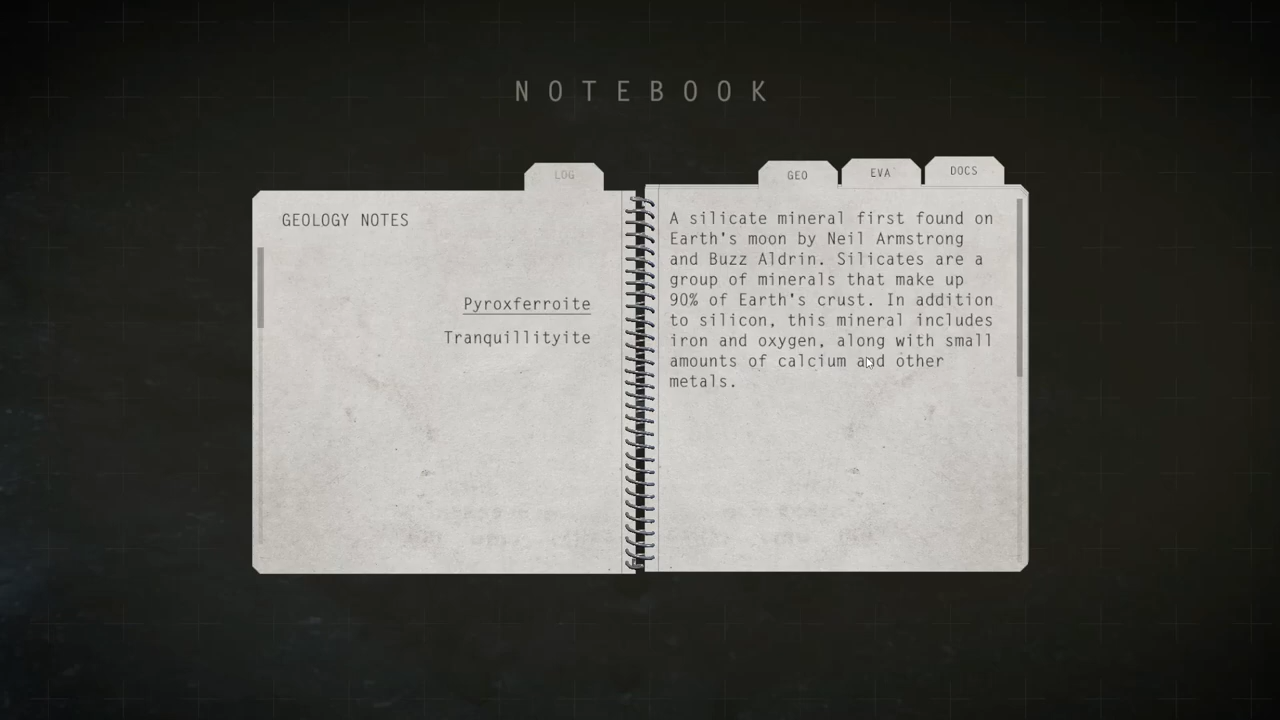 NOTEBOOK
LOG
GEO
EVA
DOCS
GEOLOGY NOTES
Pyroxferroite
Tranquillityite
A silicate mineral first found on
Earth's moon by Neil Armstrong
and Buzz Aldrin. Silicates are a
group of minerals that make up
90% of Earth's crust. In addition
to silicon, this mineral includes
iron and oxygen, along with small
amounts of calcium and other
metals.